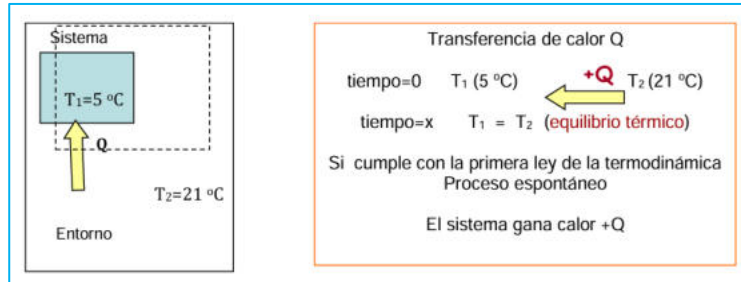 Sistema
T₁=5 ºC
Q
T₂=21 ºC
Entorno
Transferencia de calor Q
tiempo=0 T₁ (5 ºC) +Q T₂ (21 ºC)
tiempo=x T₁ = T₂ (equilibrio térmico)
Si cumple con la primera ley de la termodinámica
Proceso espontáneo
El sistema gana calor +Q